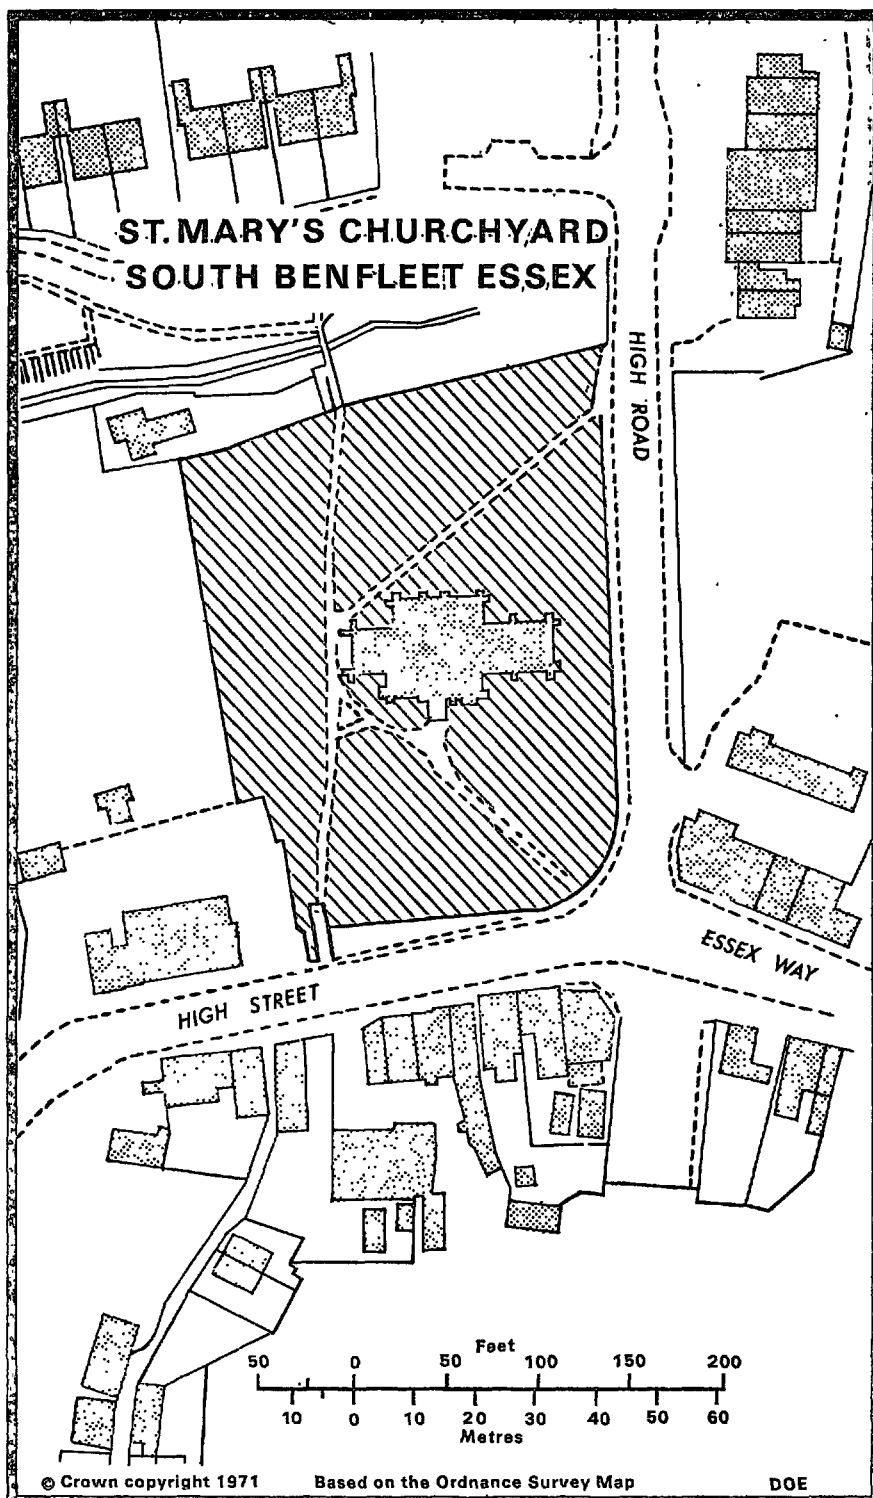 ST. MARY'S CHURCHYARD
SOUTH BENFLEET ESSEX
HIGH ROAD
ESSEX WAY
HIGH STREET
Feet
50 0 50 100 150 200
10 0 10 20 30 40 50 60
Metres
© Crown copyright 1971 Based on the Ordnance Survey Map DOE